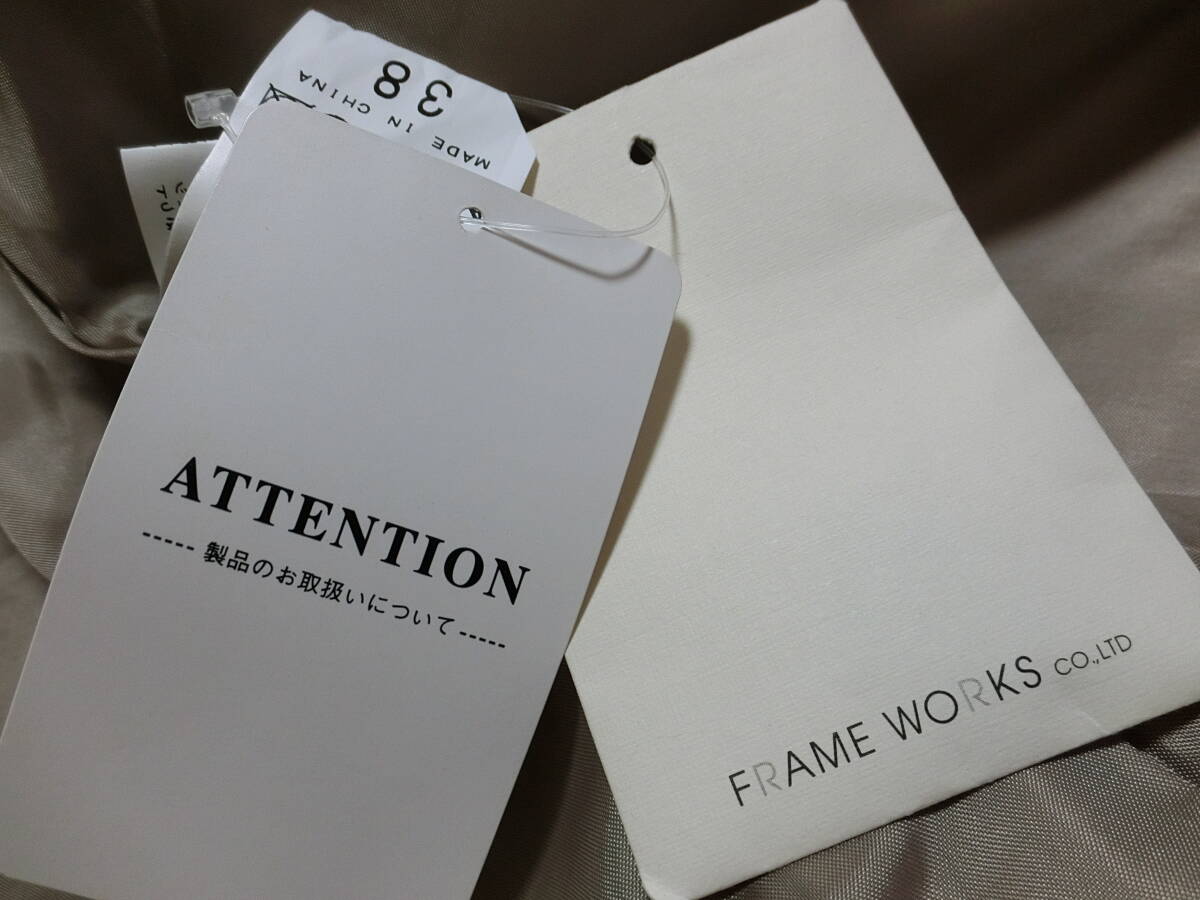 38
MADE IN CHINA
ATTENTION
----- 製品のお取扱いについて -----
FRAME WORKS CO.,LTD